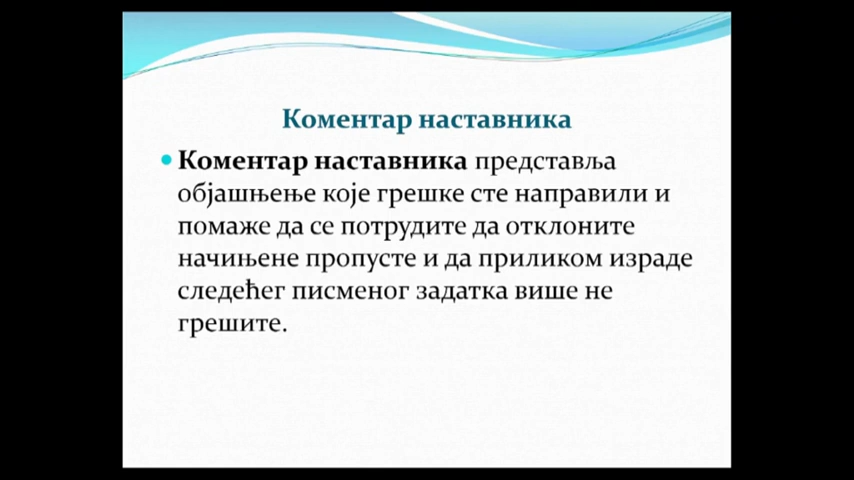 Коментар наставника
Коментар наставника представља
објашњење које грешке сте направили и
помаже да се потрудите да отклоните
начињене пропусте и да приликом израде
следећег писменог задатка више не
грешите.